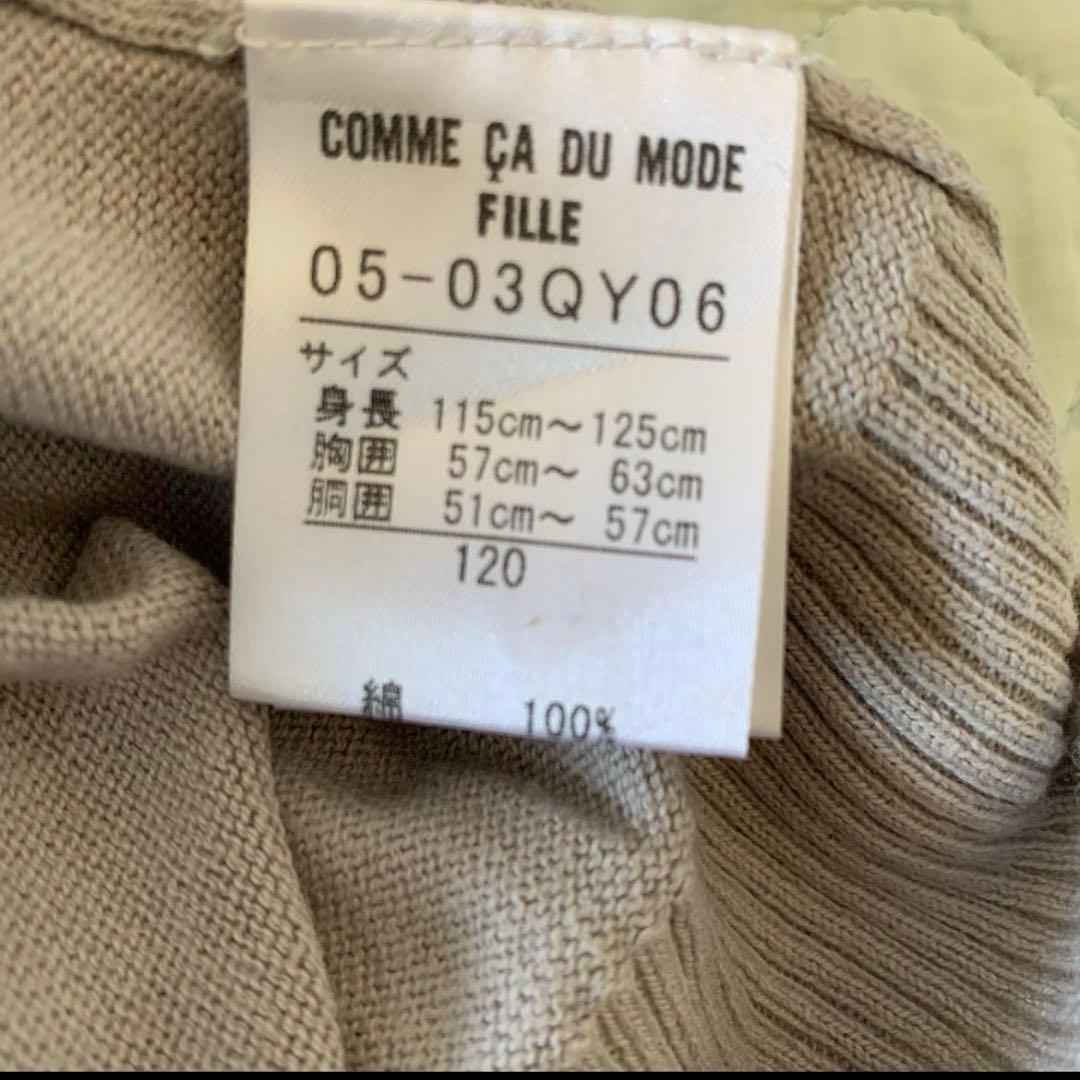 COMME ÇA DU MODE
FILLE
05-03QY06
サイズ
身長 115cm～125cm
胸囲 57cm～ 63cm
胴囲 51cm～ 57cm
120
綿 100%